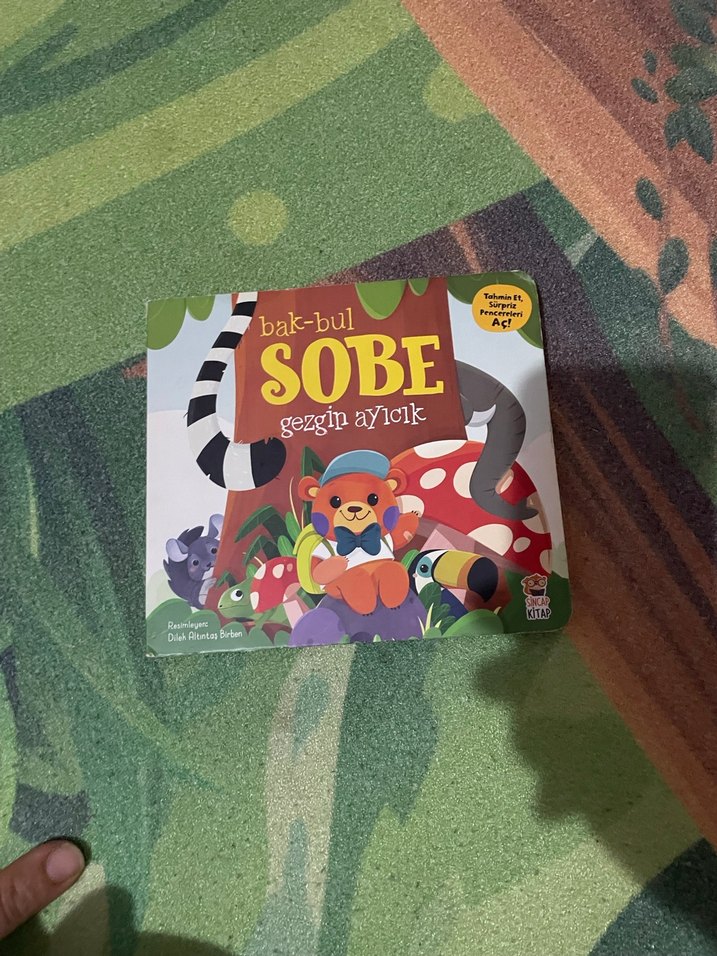 bak-bul
SOBE
gezgin ayıcık
Tahmin Et,
Sürpriz
Pencereleri
Aç!
Resimleyen:
Dilek Altıntaş Birben
SİNCAP
KİTAP